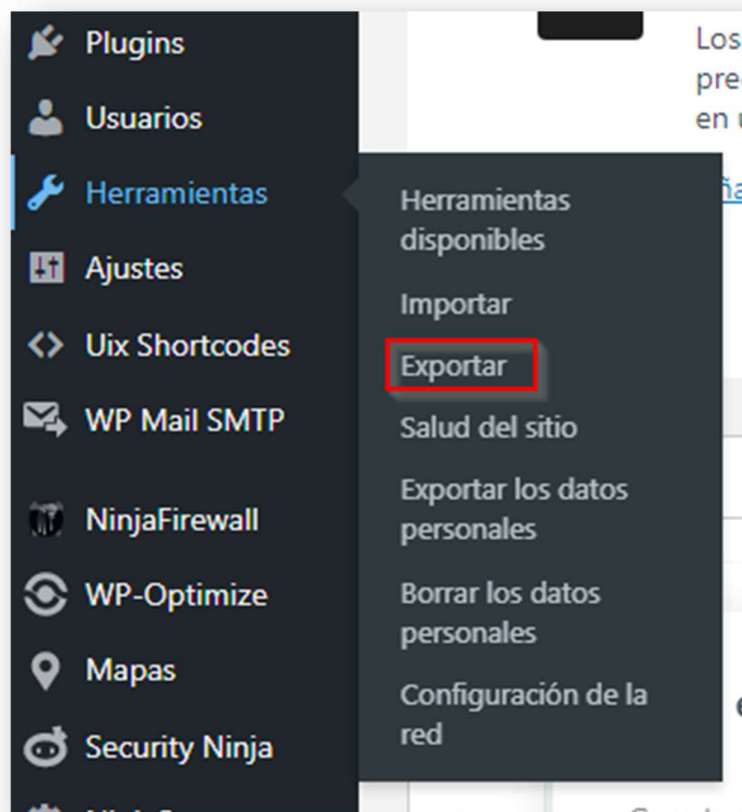 Plugins
Usuarios
Herramientas
Ajustes
Uix Shortcodes
WP Mail SMTP
NinjaFirewall
WP-Optimize
Mapas
Security Ninja
Herramientas
disponibles
Importar
Exportar
Salud del sitio
Exportar los datos
personales
Borrar los datos
personales
Configuración de la
red
Los
en